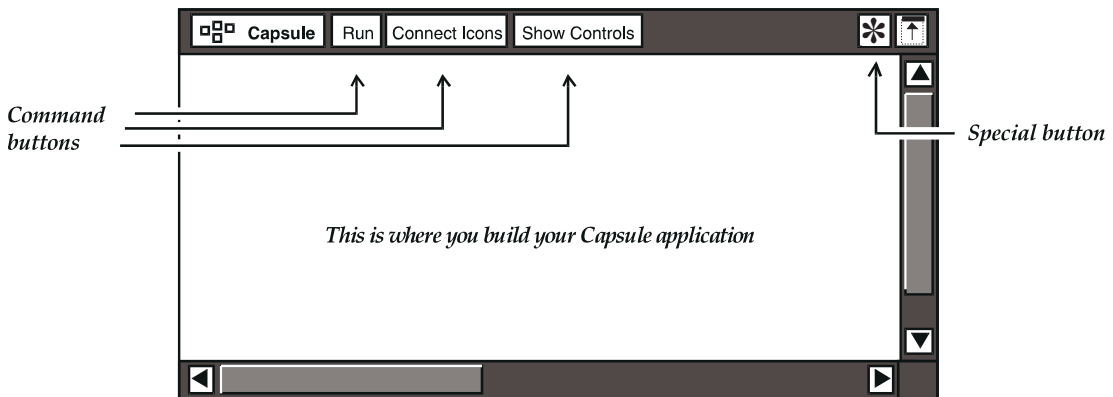 Capsule Run Connect Icons Show Controls *
Command
buttons
Special button
This is where you build your Capsule application